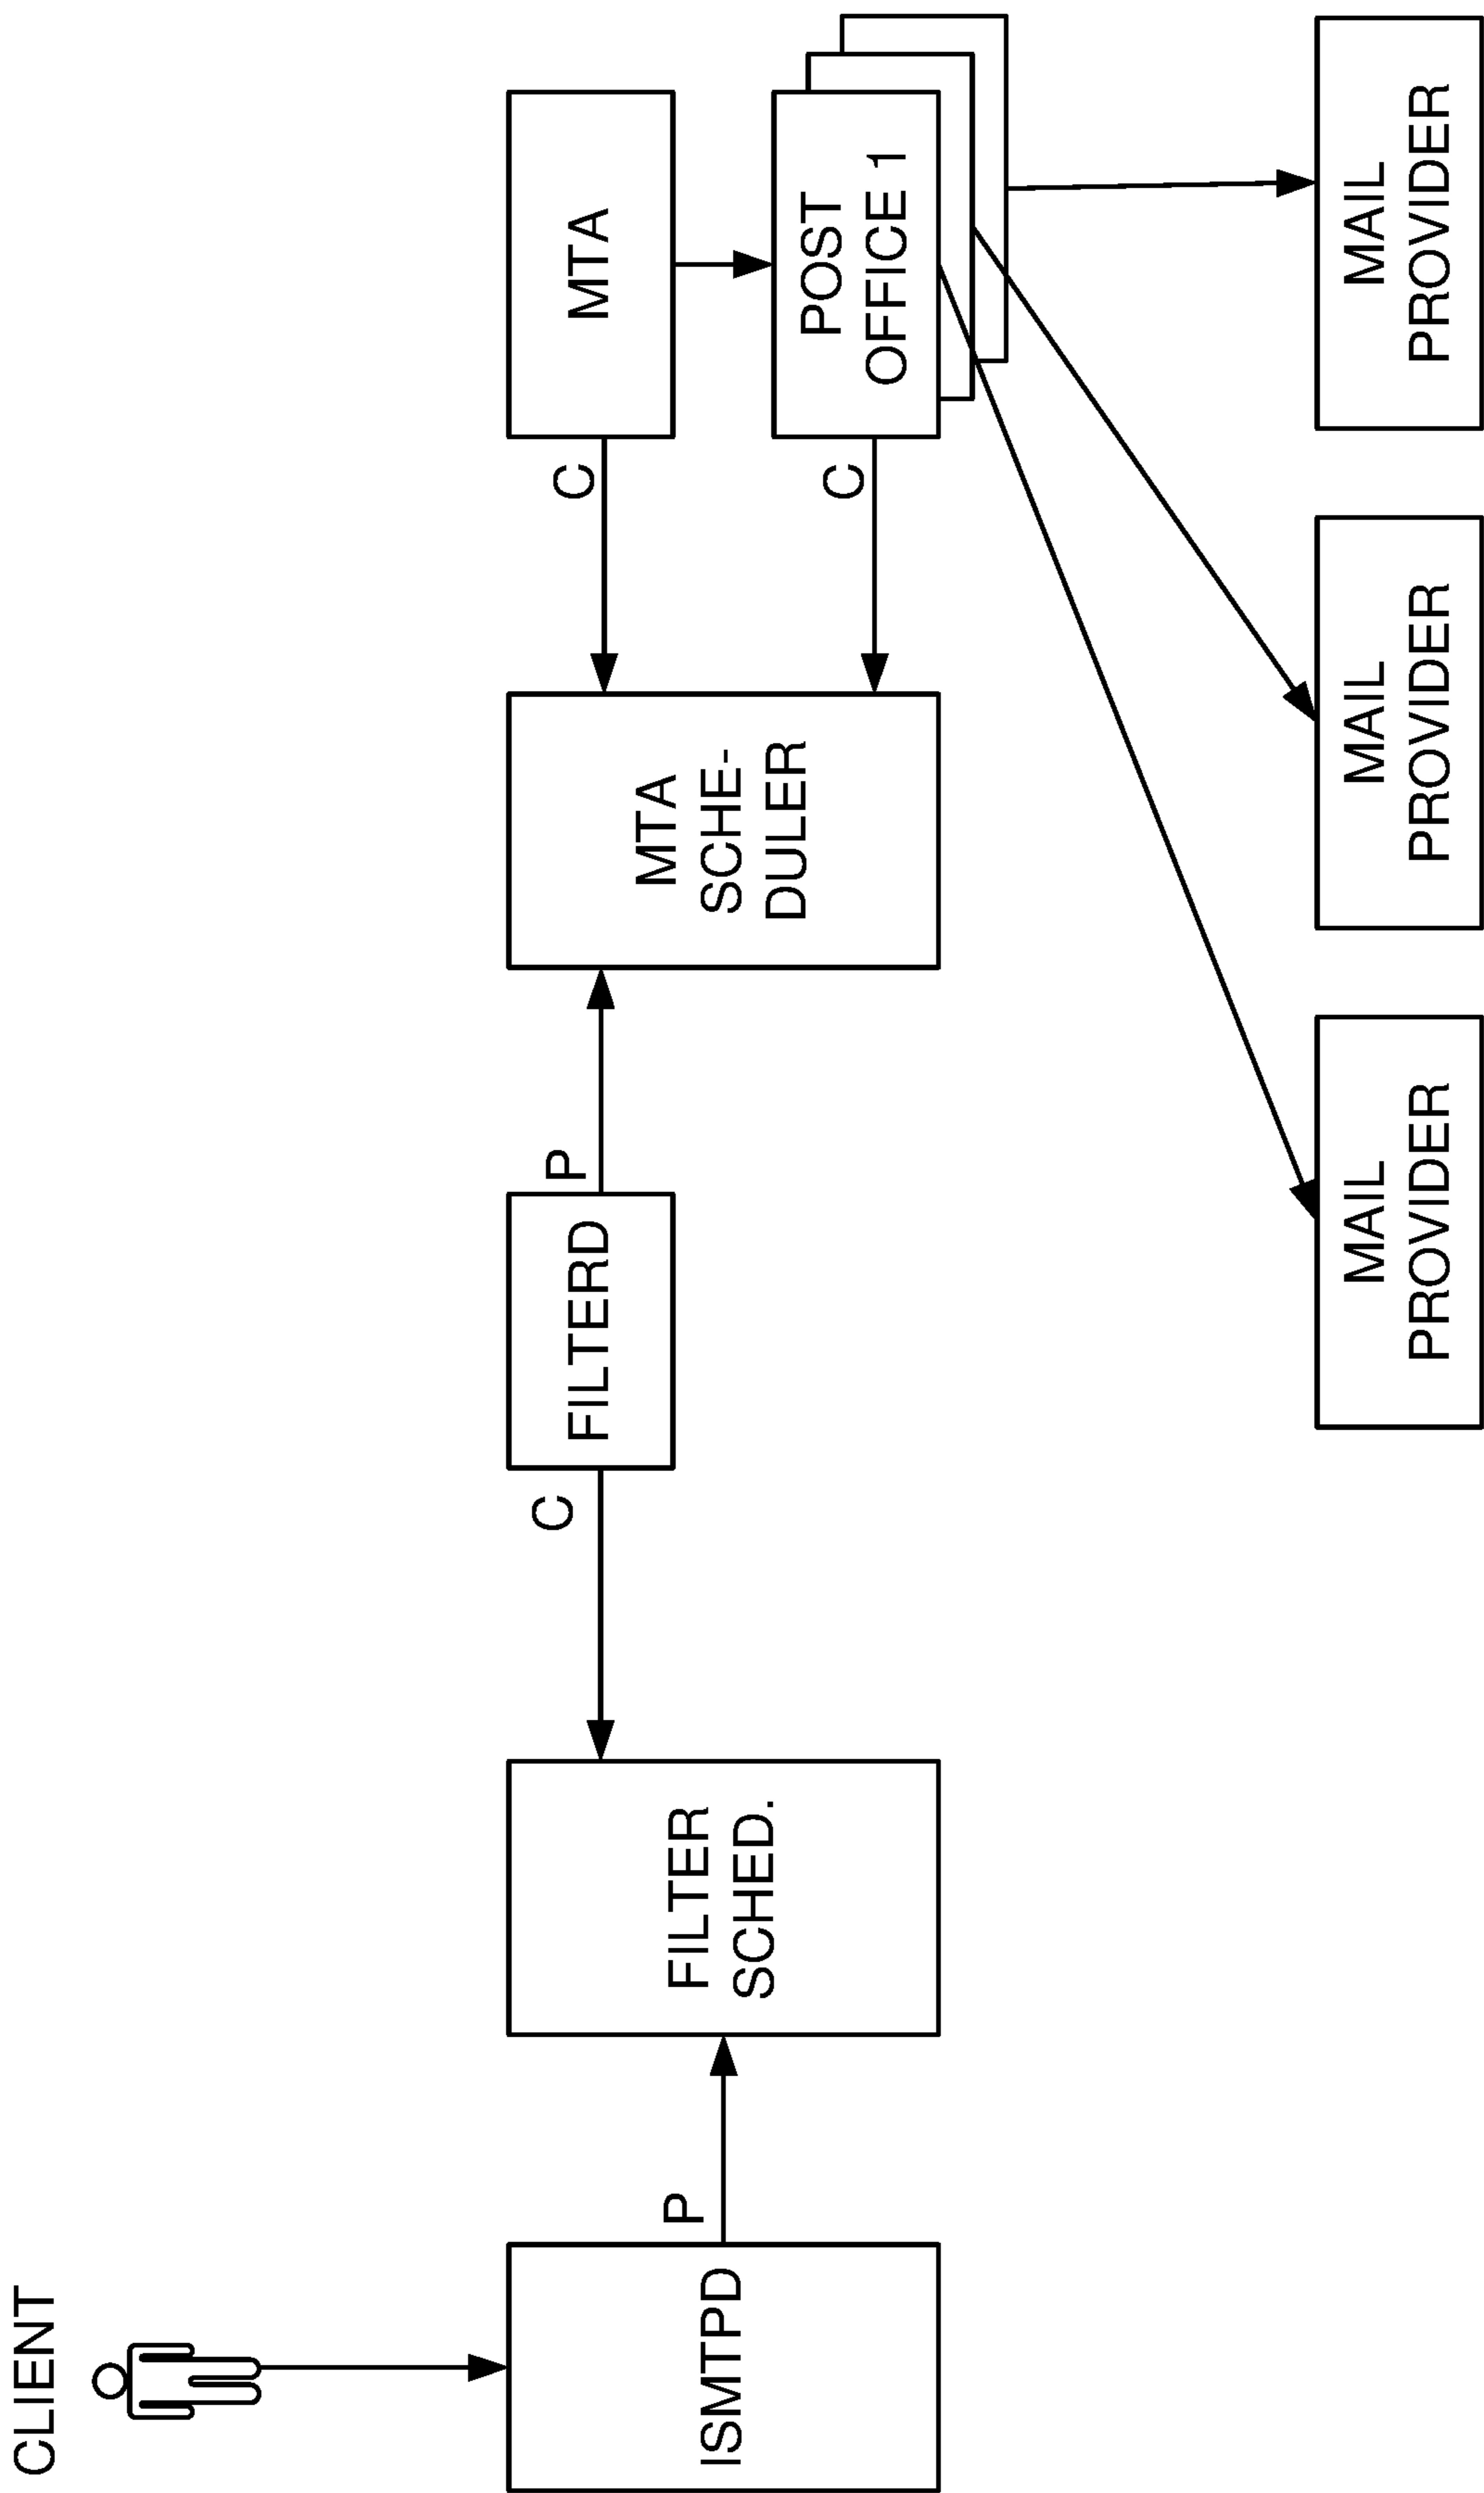 CLIENT
ISMTPD
P
FILTER
SCHED.
C
FILTERD
P
MTA
SCHE-
DULER
C
MTA
C
POST
OFFICE 1
MAIL
PROVIDER
MAIL
PROVIDER
MAIL
PROVIDER